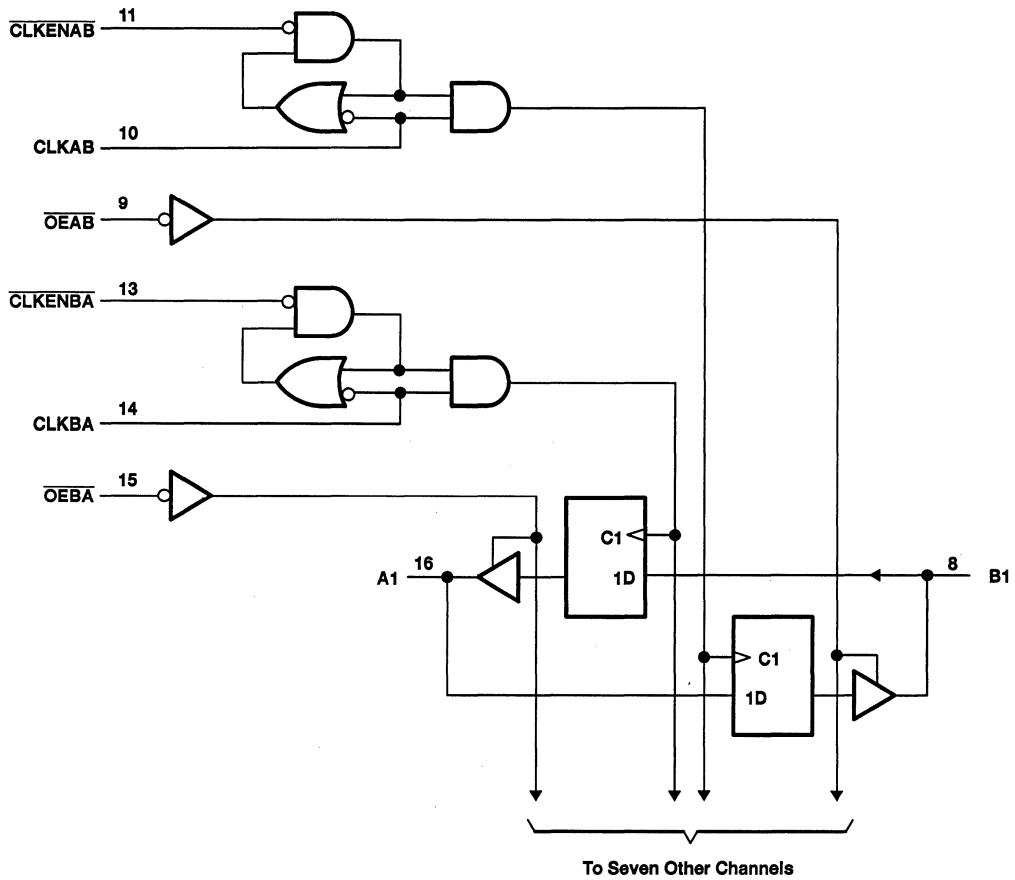 CLKENAB 11
CLKAB 10
OEAB 9
CLKENBA 13
CLKBA 14
OEBA 15
C1
A1 16
1D
8 B1
C1
1D
To Seven Other Channels